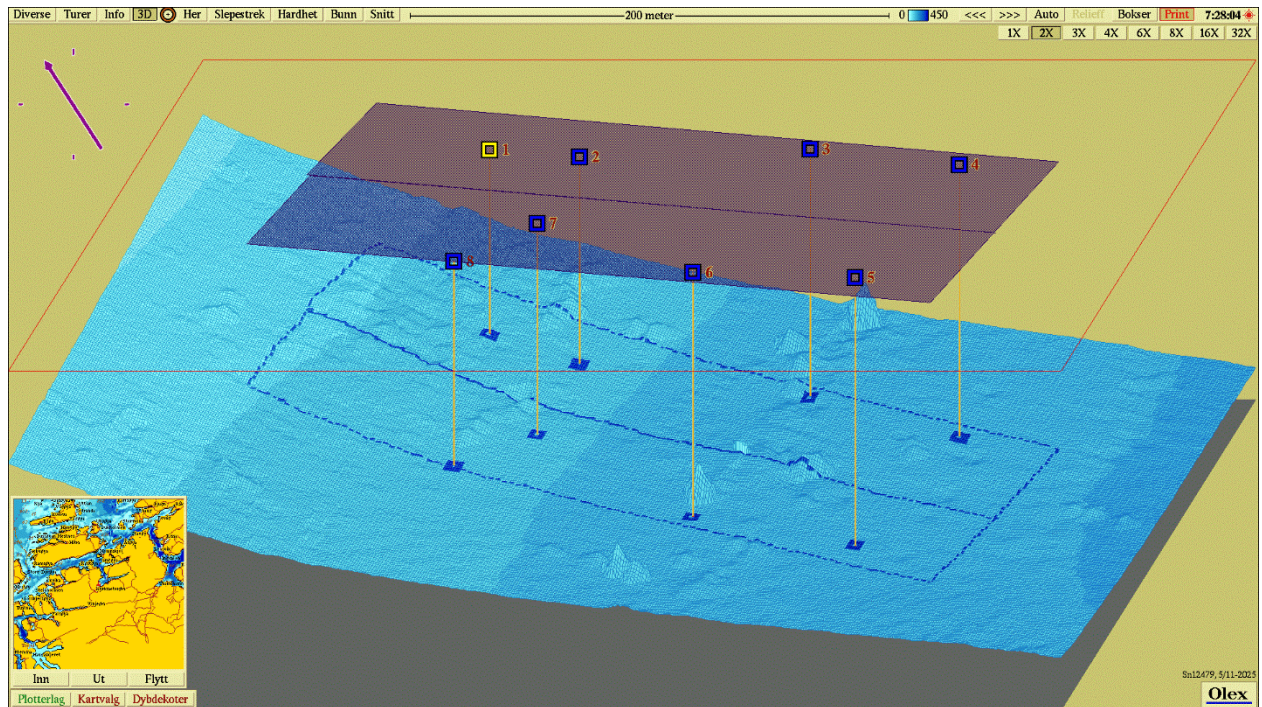 Diverse Turer Info 3D Her Slepestrek Hardhet Bunn Snitt 200 meter 0 450 <<< >>> Auto Relieff Bokser Print 7:28:04
1X 2X 3X 4X 6X 8X 16X 32X
1
2
3
4
7
8
6
5
Inn Ut Flytt
Plotterlag Kartvalg Dybdekoter
Sn12479, 5/11-2025
Olex